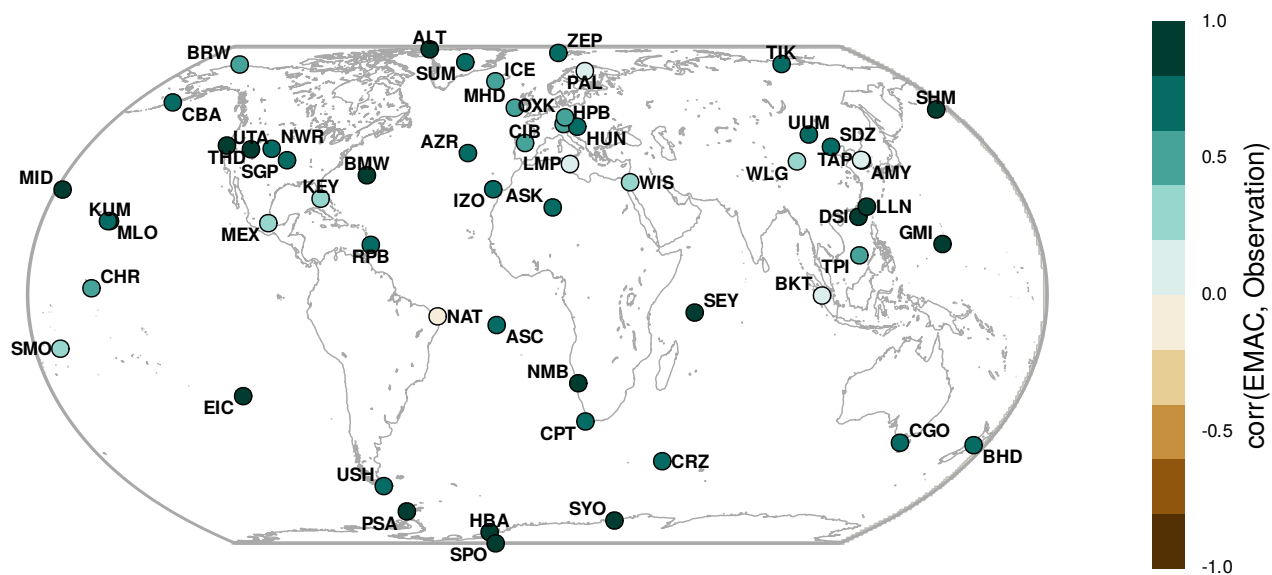 ALT
ZEP
BRW
TIK
SUM
ICE
PAL
MHD
CBA
OXK
HPB
SHM
UUM
SDZ
UTA
NWR
AZR
CIB
HUN
THD
SGP
BMW
LMP
WLG
TAP
AMY
MID
KEY
IZO
ASK
WIS
KUM
MLO
MEX
DSI
LLN
GMI
RPB
TPI
CHR
BKT
SEY
NAT
ASC
SMO
NMB
EIC
CPT
CGO
BHD
CRZ
USH
PSA
HBA
SYO
SPO
1.0
0.5
0.0
-0.5
-1.0
corr(EMAC, Observation)